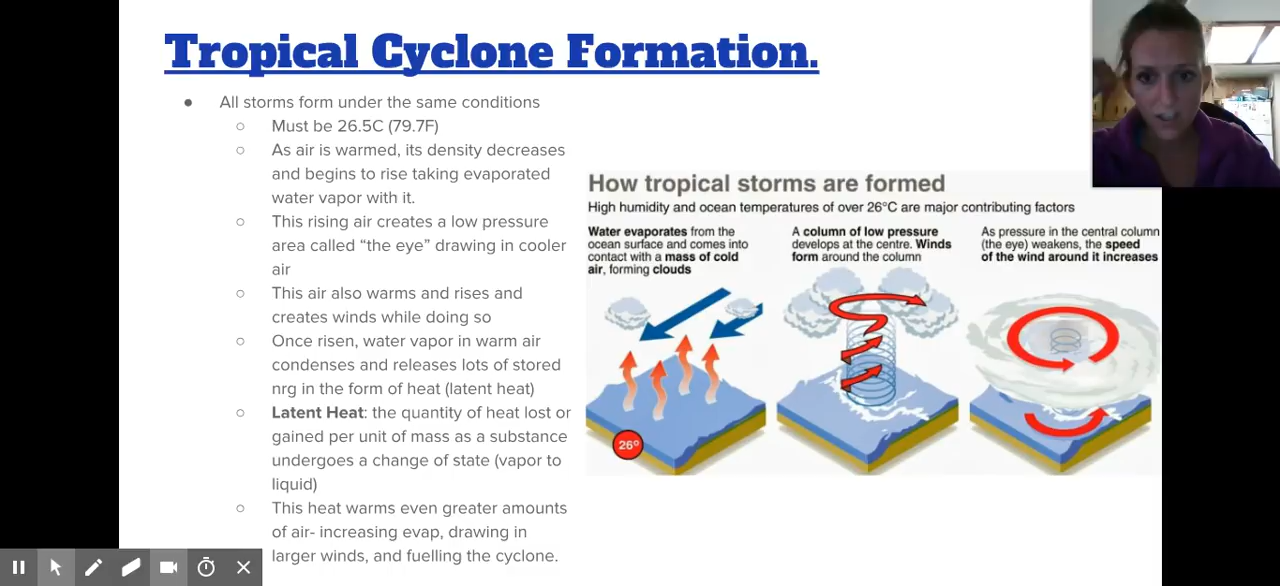 Tropical Cyclone Formation.
● All storms form under the same conditions
○ Must be 26.5C (79.7F)
○ As air is warmed, its density decreases
and begins to rise taking evaporated
water vapor with it.
○ This rising air creates a low pressure
area called “the eye” drawing in cooler
air
○ This air also warms and rises and
creates winds while doing so
○ Once risen, water vapor in warm air
condenses and releases lots of stored
nrg in the form of heat (latent heat)
○ Latent Heat: the quantity of heat lost or
gained per unit of mass as a substance
undergoes a change of state (vapor to
liquid)
○ This heat warms even greater amounts
of air- increasing evap, drawing in
larger winds, and fuelling the cyclone.
How tropical storms are formed
High humidity and ocean temperatures of over 26°C are major contributing factors
Water evaporates from the
ocean surface and comes into
contact with a mass of cold
air, forming clouds
A column of low pressure
develops at the centre. Winds
form around the column
As pressure in the central column
(the eye) weakens, the speed
of the wind around it increases
26°